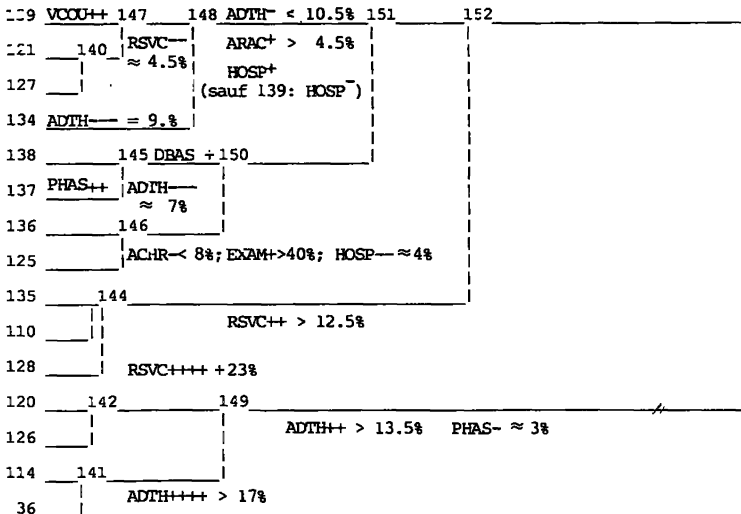 139 VCOU++ 147 148 ADTH- < 10.5% 151 152
121 140 RSVC-- ARAC+ > 4.5%
≈ 4.5% HOSP+
127 (sauf 139: HOSP-)
134 ADTH--- = 9.%
138 145 DBAS + 150
137 PHAS++ ADTH---
≈ 7%
136 146
125 ACHR-< 8%; EXAM+>40%; HOSP-- ≈4%
135 144
110 RSVC++ > 12.5%
128 RSVC++++ +23%
120 142 149
126 ADTH++ > 13.5% PHAS- ≈ 3%
114 141
ADTH++++ > 17%
36